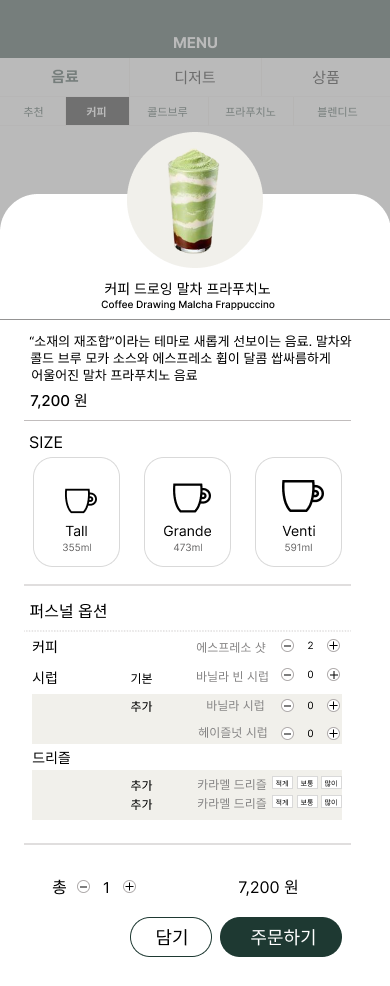 MENU
음료 디저트 상품
추천 커피 콜드브루 프라푸치노 블렌디드
커피 드로잉 말차 프라푸치노
Coffee Drawing Malcha Frappuccino
“소재의 재조합”이라는 테마로 새롭게 선보이는 음료. 말차와
콜드 브루 모카 소스와 에스프레소 휩이 달콤 쌉싸름하게
어울어진 말차 프라푸치노 음료
7,200 원
SIZE
Tall Grande Venti
355ml 473ml 591ml
퍼스널 옵션
커피 에스프레소 샷 2
시럽 기본 바닐라 빈 시럽 0
추가 바닐라 시럽 0
헤이즐넛 시럽 0
드리즐
추가 카라멜 드리즐 적게 보통 많이
추가 카라멜 드리즐 적게 보통 많이
총 1 7,200 원
담기 주문하기